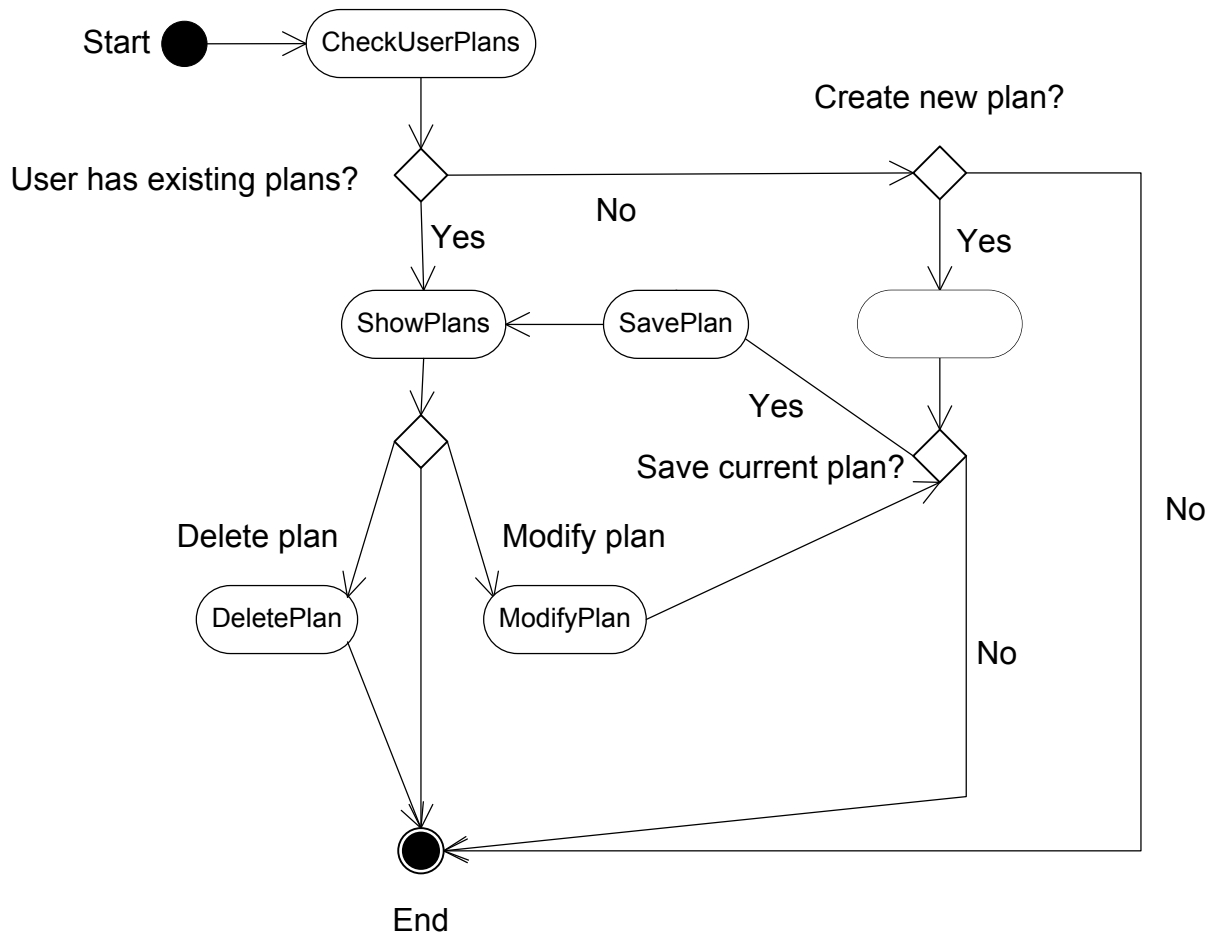 Start
CheckUserPlans
Create new plan?
User has existing plans?
No
Yes
Yes
ShowPlans
SavePlan
Yes
Save current plan?
No
Delete plan
Modify plan
DeletePlan
ModifyPlan
No
End